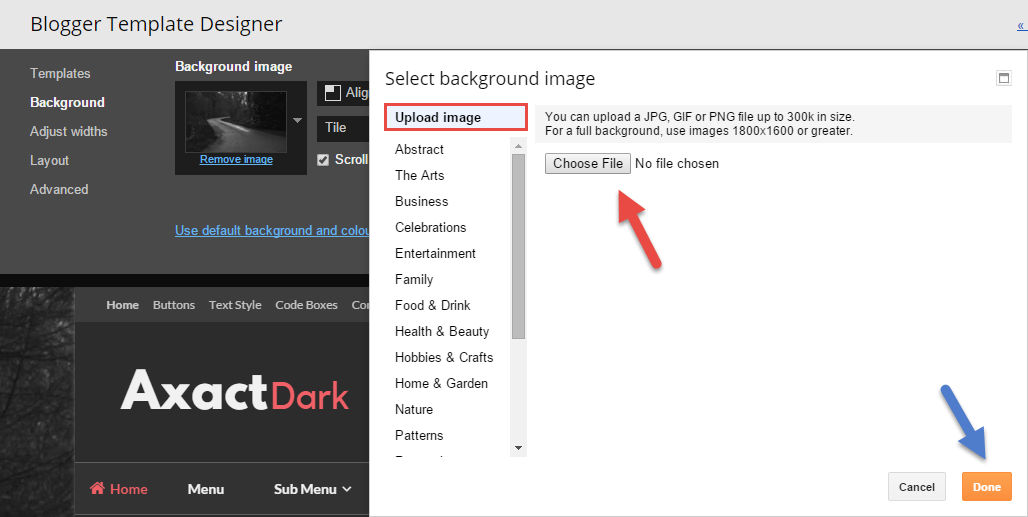 Blogger Template Designer
«
Templates
Background
Adjust widths
Layout
Advanced
Background image
Remove image
Tile
Scroll
Use default background and colou
Select background image
Upload image
Abstract
The Arts
Business
Celebrations
Entertainment
Family
Food & Drink
Health & Beauty
Hobbies & Crafts
Home & Garden
Nature
Patterns
You can upload a JPG, GIF or PNG file up to 300k in size.
For a full background, use images 1800x1600 or greater.
Choose File No file chosen
Cancel
Done
Home Buttons Text Style Code Boxes
AxactDark
Home Menu Sub Menu